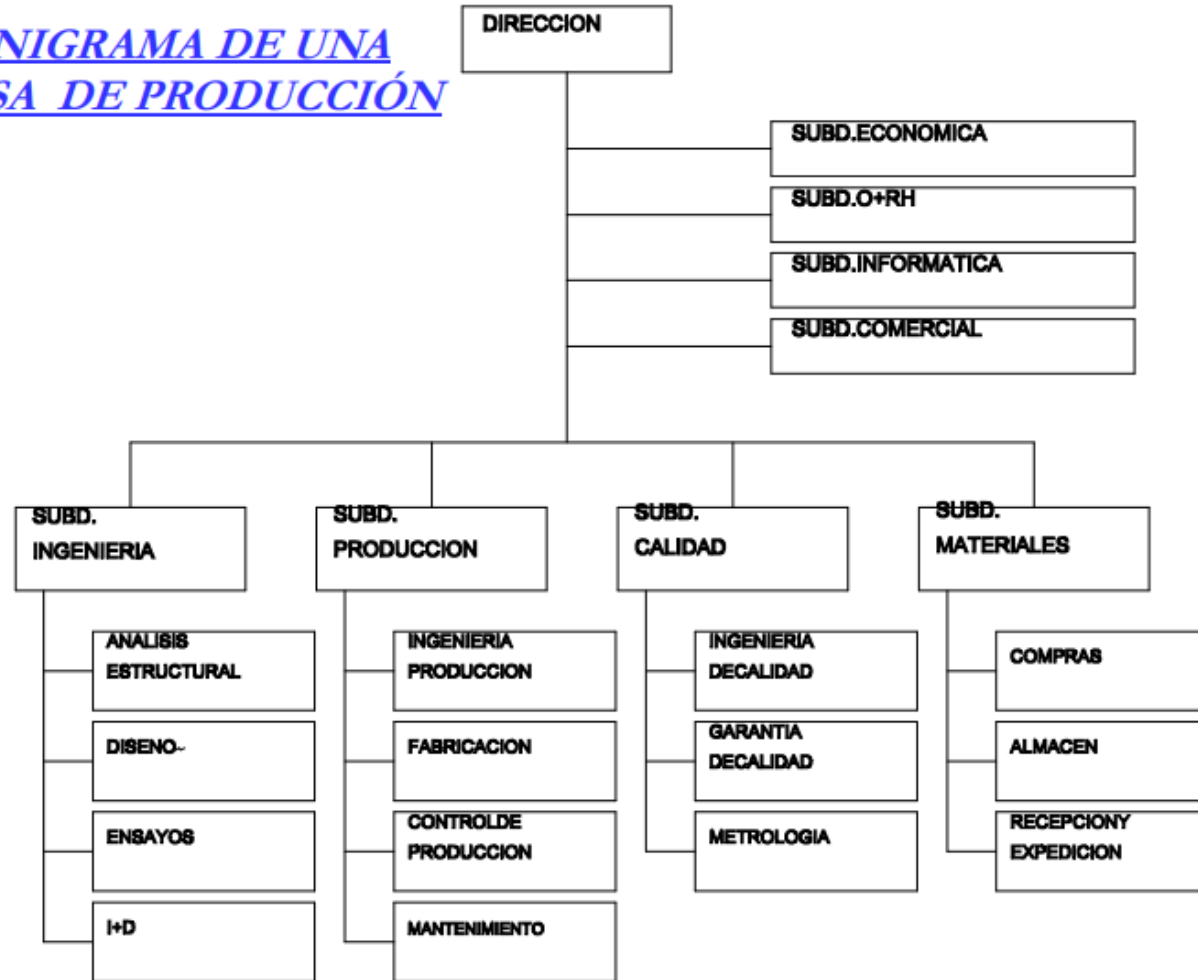 NIGRAMA DE UNA
SA DE PRODUCCIÓN
DIRECCION
SUBD.ECONOMICA
SUBD.O+RH
SUBD.INFORMATICA
SUBD.COMERCIAL
SUBD.
INGENIERIA
SUBD.
PRODUCCION
SUBD.
CALIDAD
SUBD.
MATERIALES
ANALISIS
ESTRUCTURAL
DISENO~
ENSAYOS
I+D
INGENIERIA
PRODUCCION
FABRICACION
CONTROLDE
PRODUCCION
MANTENIMIENTO
INGENIERIA
DECALIDAD
GARANTIA
DECALIDAD
METROLOGIA
COMPRAS
ALMACEN
RECEPCIONY
EXPEDICION